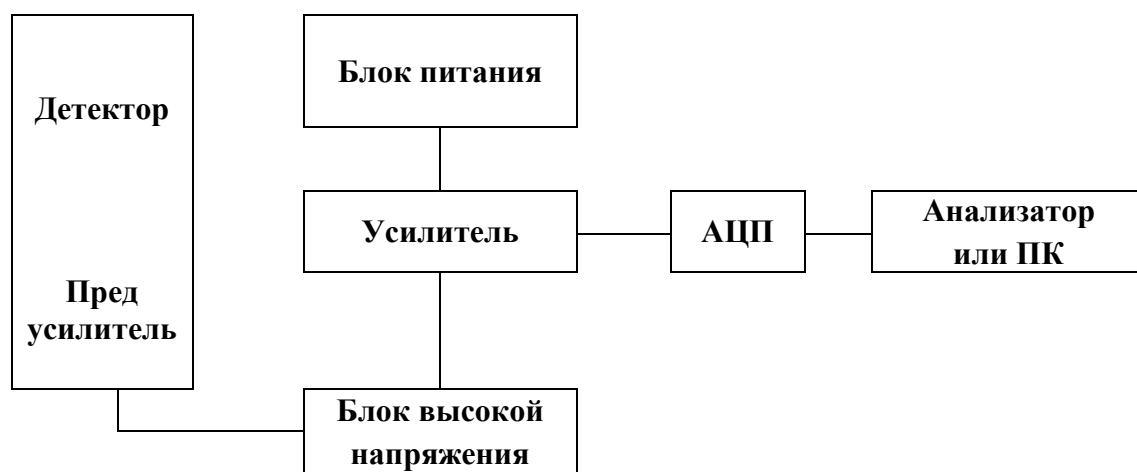 Детектор
Пред
усилитель
Блок питания
Усилитель
АЦП
Анализатор
или ПК
Блок высокой
напряжения